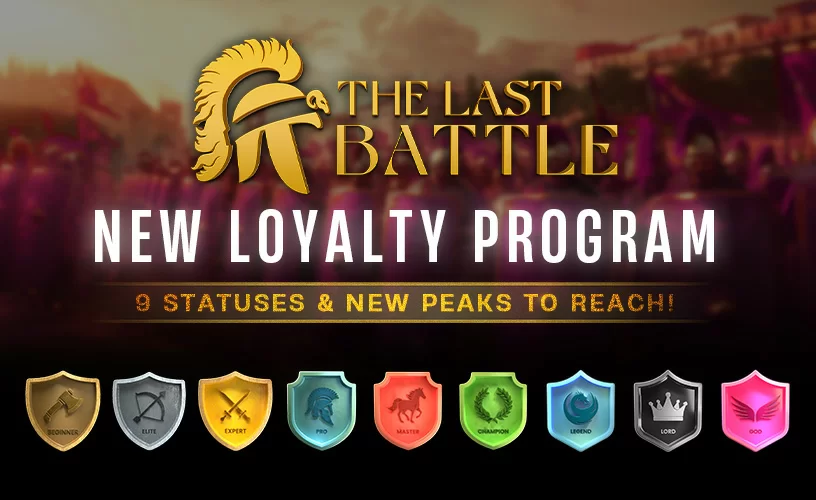 THE LAST
BATTLE
NEW LOYALTY PROGRAM
9 STATUSES & NEW PEAKS TO REACH!
BEGINNER
ELITE
EXPERT
PRO
MASTER
CHAMPION
LEGEND
LORD
GOD